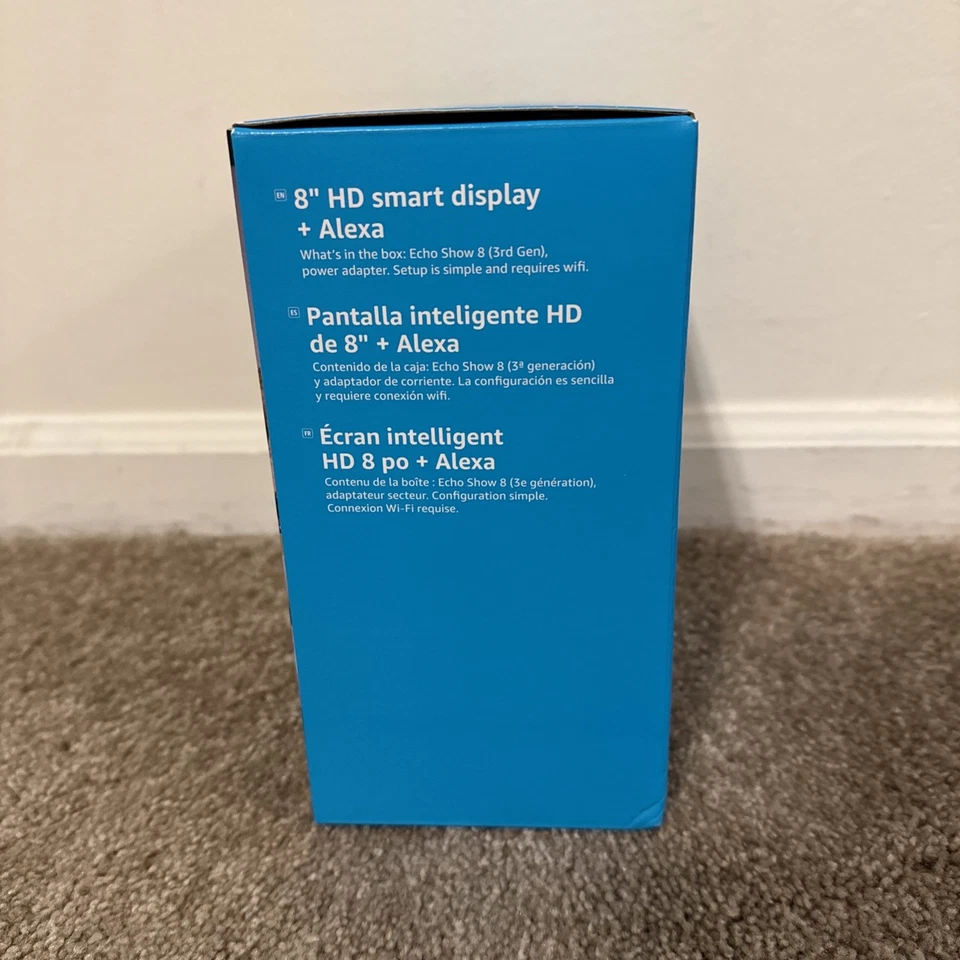 EN 8" HD smart display
+ Alexa
What's in the box: Echo Show 8 (3rd Gen),
power adapter. Setup is simple and requires wifi.
ES Pantalla inteligente HD
de 8" + Alexa
Contenido de la caja: Echo Show 8 (3ª generación)
y adaptador de corriente. La configuración es sencilla
y requiere conexión wifi.
FR Écran intelligent
HD 8 po + Alexa
Contenu de la boîte : Echo Show 8 (3e génération),
adaptateur secteur. Configuration simple.
Connexion Wi-Fi requise.